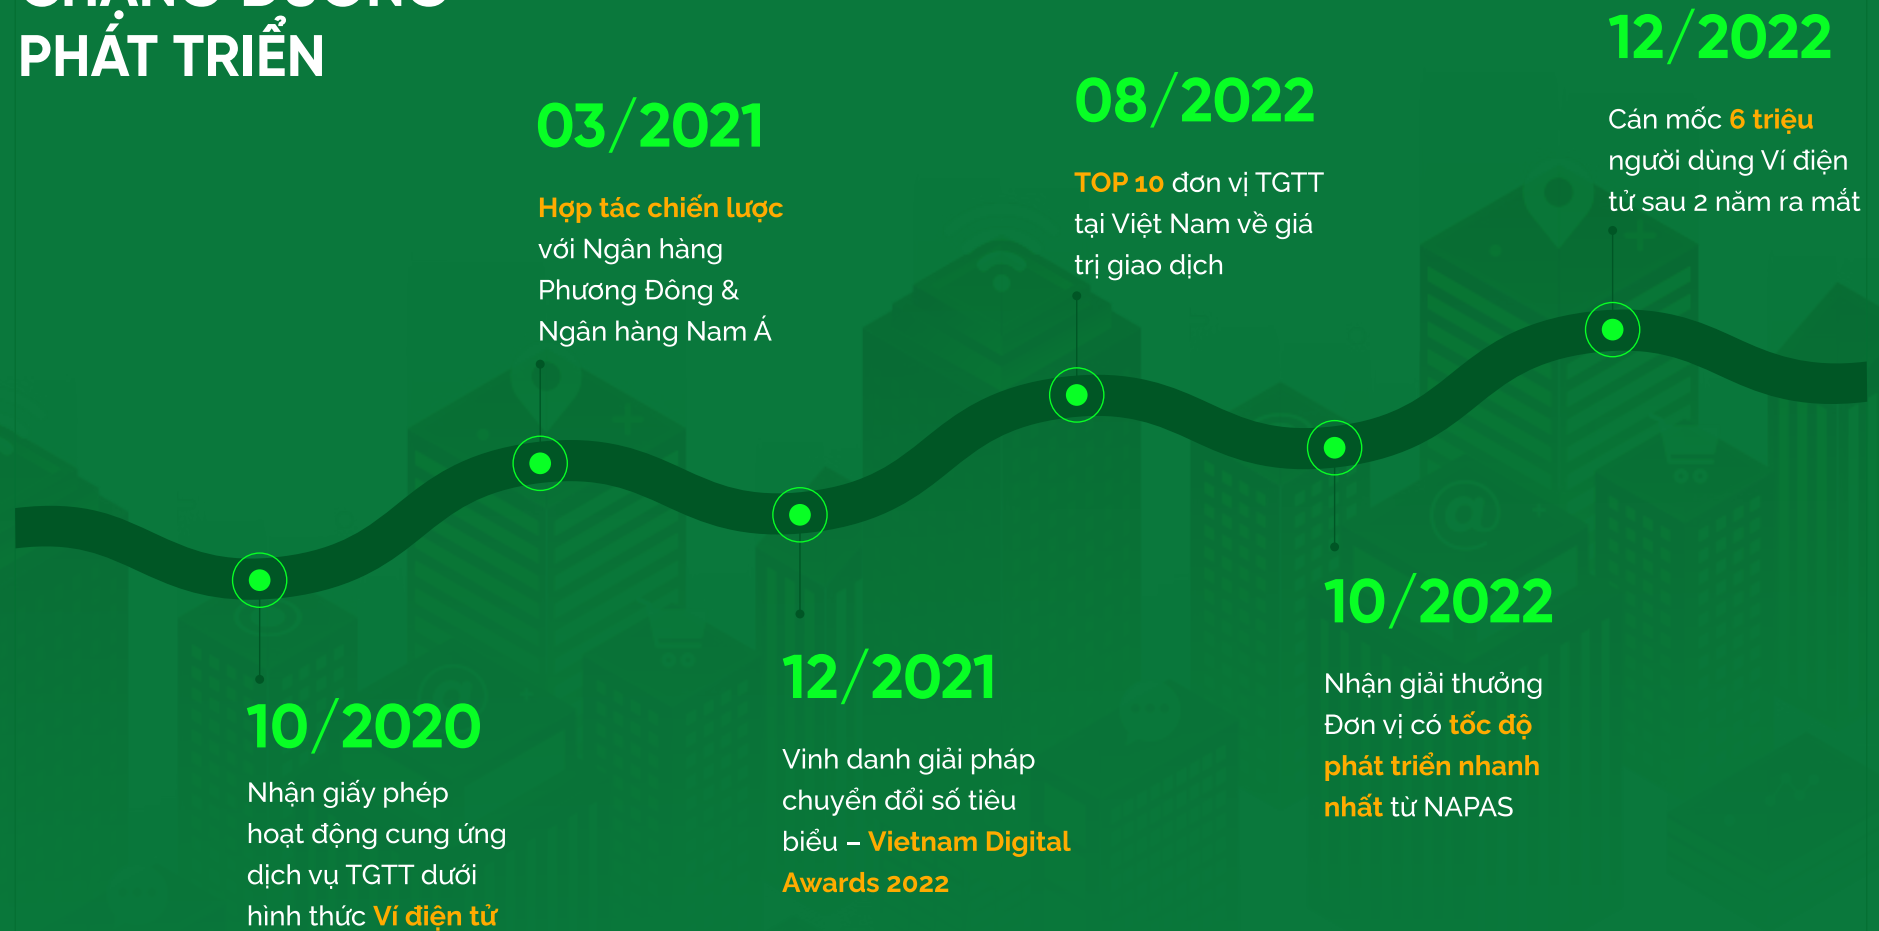 CHẶNG ĐƯỜNG
PHÁT TRIỂN
10/2020
Nhận giấy phép
hoạt động cung ứng
dịch vụ TGTT dưới
hình thức Ví điện tử
03/2021
Hợp tác chiến lược
với Ngân hàng
Phương Đông &
Ngân hàng Nam Á
12/2021
Vinh danh giải pháp
chuyển đổi số tiêu
biểu – Vietnam Digital
Awards 2022
08/2022
TOP 10 đơn vị TGTT
tại Việt Nam về giá
trị giao dịch
10/2022
Nhận giải thưởng
Đơn vị có tốc độ
phát triển nhanh
nhất từ NAPAS
12/2022
Cán mốc 6 triệu
người dùng Ví điện
tử sau 2 năm ra mắt